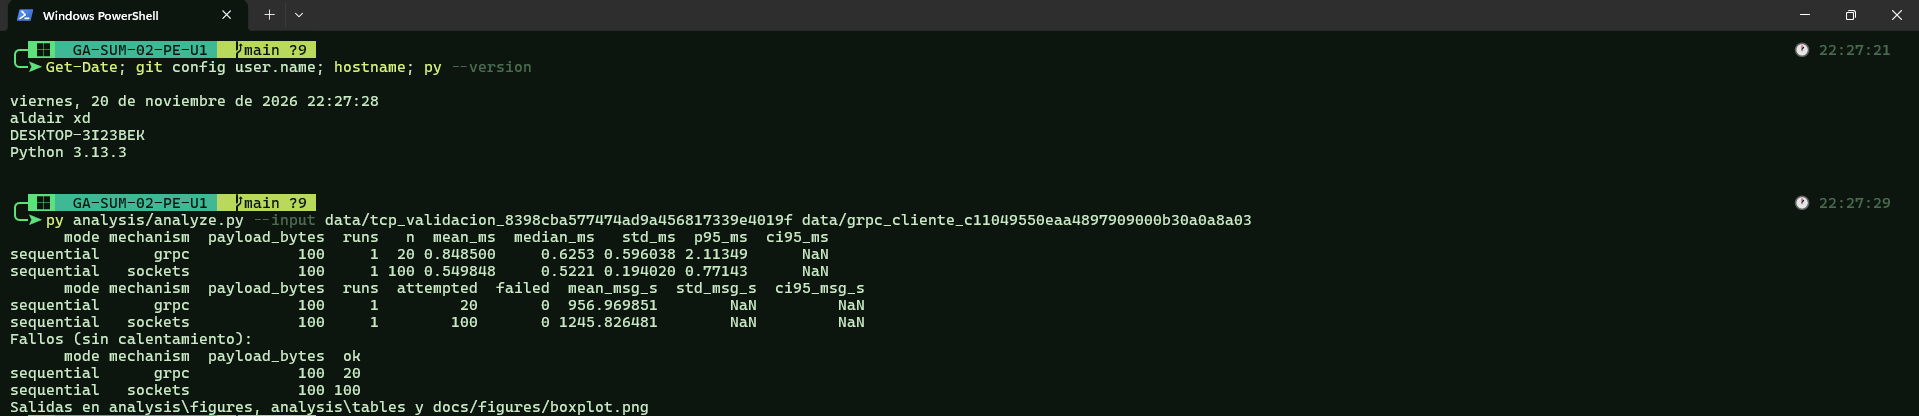 Windows PowerShell
GA-SUM-02-PE-U1 main ?9 22:27:21
Get-Date; git config user.name; hostname; py --version
viernes, 20 de noviembre de 2026 22:27:28
aldair xd
DESKTOP-3I23BEK
Python 3.13.3
GA-SUM-02-PE-U1 main ?9 22:27:29
py analysis/analyze.py --input data/tcp_validacion_8398cba577474ad9a456817339e4019f data/grpc_cliente_c11049550eaa4897909000b30a0a8a03
mode mechanism payload_bytes runs n mean_ms median_ms std_ms p95_ms ci95_ms
sequential grpc 100 1 20 0.848500 0.6253 0.596038 2.11349 NaN
sequential sockets 100 1 100 0.549848 0.5221 0.194020 0.77143 NaN
mode mechanism payload_bytes runs attempted failed mean_msg_s std_msg_s ci95_msg_s
sequential grpc 100 1 20 0 956.969851 NaN NaN
sequential sockets 100 1 100 0 1245.826481 NaN NaN
Fallos (sin calentamiento):
mode mechanism payload_bytes ok
sequential grpc 100 20
sequential sockets 100 100
Salidas en analysis\figures, analysis\tables y docs/figures/boxplot.png